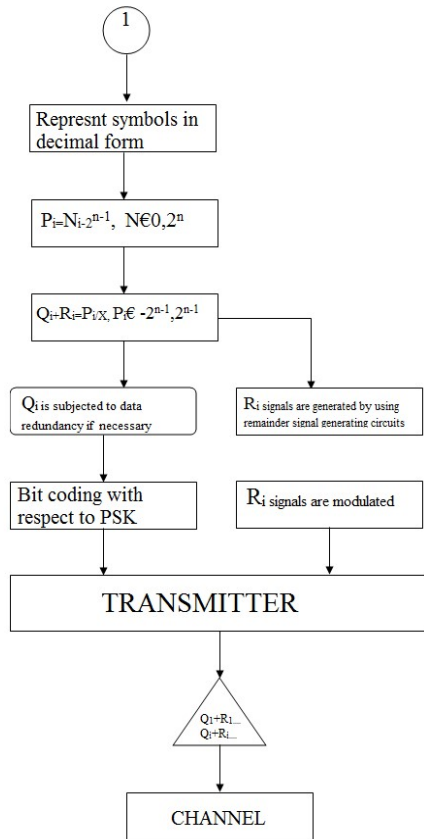 1
Represnt symbols in
decimal form
Pi=Ni-2ⁿ⁻¹, N€0,2ⁿ
Qi+Ri=Pi/X, Pi€ -2ⁿ⁻¹,2ⁿ⁻¹
Qi is subjected to data
redundancy if necessary
Ri signals are generated by using
remainder signal generating circuits
Bit coding with
respect to PSK
Ri signals are modulated
TRANSMITTER
Q1+R1...
Qi+Ri...
CHANNEL